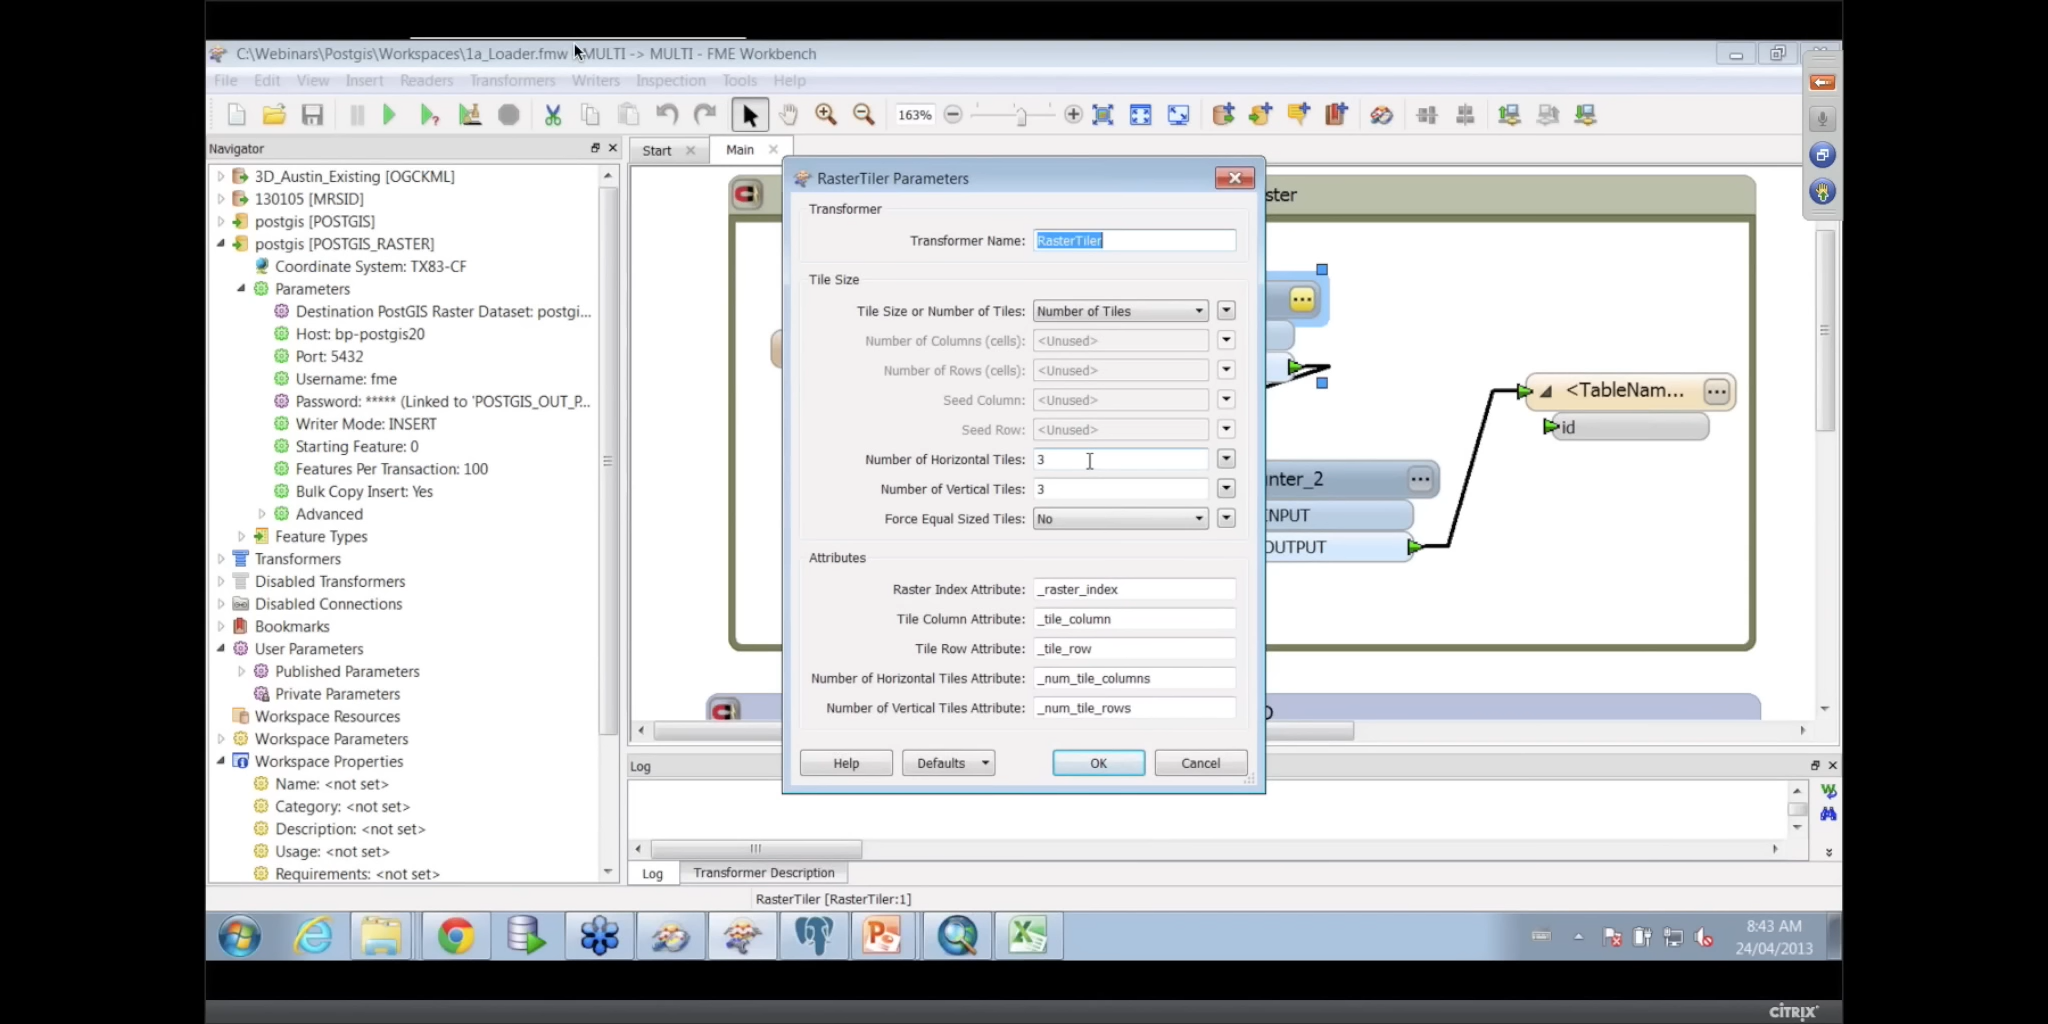 C:\Webinars\Postgis\Workspaces\1a_Loader.fmw MULTI -> MULTI - FME Workbench
File Edit View Insert Readers Transformers Writers Inspection Tools Help
163%
Navigator
Start
Main
3D_Austin_Existing [OGCKML]
130105 [MRSID]
postgis [POSTGIS]
postgis [POSTGIS_RASTER]
Coordinate System: TX83-CF
Parameters
Destination PostGIS Raster Dataset: postgi...
Host: bp-postgis20
Port: 5432
Username: fme
Password: ***** (Linked to 'POSTGIS_OUT_P...
Writer Mode: INSERT
Starting Feature: 0
Features Per Transaction: 100
Bulk Copy Insert: Yes
Advanced
Feature Types
Transformers
Disabled Transformers
Disabled Connections
Bookmarks
User Parameters
Published Parameters
Private Parameters
Workspace Resources
Workspace Parameters
Workspace Properties
Name: <not set>
Category: <not set>
Description: <not set>
Usage: <not set>
Requirements: <not set>
RasterTiler Parameters
Transformer
Transformer Name: RasterTiler
Tile Size
Tile Size or Number of Tiles: Number of Tiles
Number of Columns (cells): <Unused>
Number of Rows (cells): <Unused>
Seed Column: <Unused>
Seed Row: <Unused>
Number of Horizontal Tiles: 3
Number of Vertical Tiles: 3
Force Equal Sized Tiles: No
Attributes
Raster Index Attribute: _raster_index
Tile Column Attribute: _tile_column
Tile Row Attribute: _tile_row
Number of Horizontal Tiles Attribute: _num_tile_columns
Number of Vertical Tiles Attribute: _num_tile_rows
Help
Defaults
OK
Cancel
ster
<TableNam...
id
nter_2
INPUT
OUTPUT
Log
Log
Transformer Description
RasterTiler [RasterTiler:1]
8:43 AM
24/04/2013
CITRIX